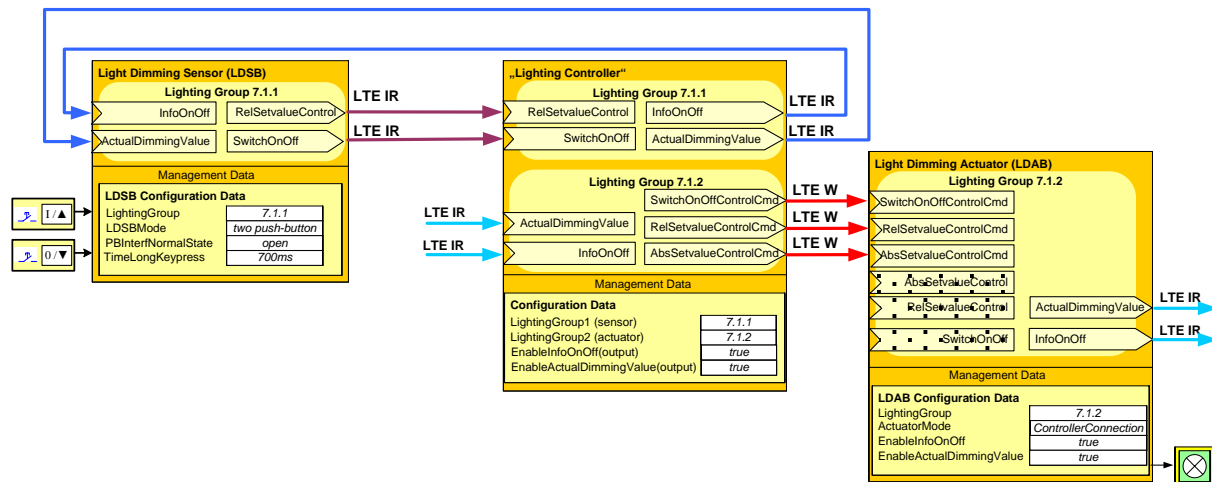 Light Dimming Sensor (LDSB)
Lighting Group 7.1.1
InfoOnOff
RelSetvalueControl
ActualDimmingValue
SwitchOnOff
Management Data
LDSB Configuration Data
LightingGroup 7.1.1
LDSBMode two push-button
PBInterfNormalState open
TimeLongKeypress 700ms
I/▲
0/▼
LTE IR
LTE IR
„Lighting Controller“
Lighting Group 7.1.1
RelSetvalueControl
InfoOnOff
SwitchOnOff
ActualDimmingValue
LTE IR
LTE IR
Lighting Group 7.1.2
SwitchOnOffControlCmd
ActualDimmingValue
RelSetvalueControlCmd
InfoOnOff
AbsSetvalueControlCmd
LTE IR
LTE IR
LTE W
LTE W
LTE W
Management Data
Configuration Data
LightingGroup1 (sensor) 7.1.1
LightingGroup2 (actuator) 7.1.2
EnableInfoOnOff(output) true
EnableActualDimmingValue(output) true
Light Dimming Actuator (LDAB)
Lighting Group 7.1.2
SwitchOnOffControlCmd
RelSetvalueControlCmd
AbsSetvalueControlCmd
AbsSetvalueControl
RelSetvalueControl
ActualDimmingValue
SwitchOnOff
InfoOnOff
LTE IR
LTE IR
Management Data
LDAB Configuration Data
LightingGroup 7.1.2
ActuatorMode ControllerConnection
EnableInfoOnOff true
EnableActualDimmingValue true